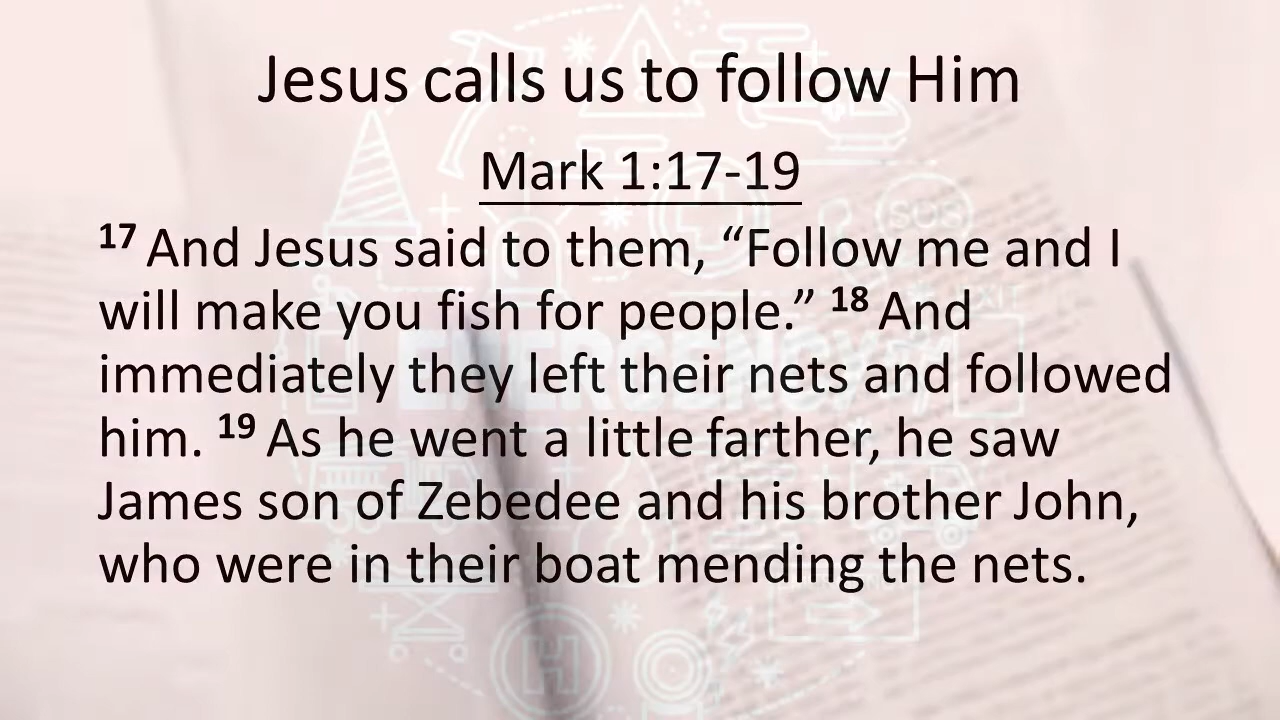 Jesus calls us to follow Him
Mark 1:17-19
17 And Jesus said to them, “Follow me and I
will make you fish for people.” 18 And
immediately they left their nets and followed
him. 19 As he went a little farther, he saw
James son of Zebedee and his brother John,
who were in their boat mending the nets.
SOS
EXIT
EMERGENCY
H